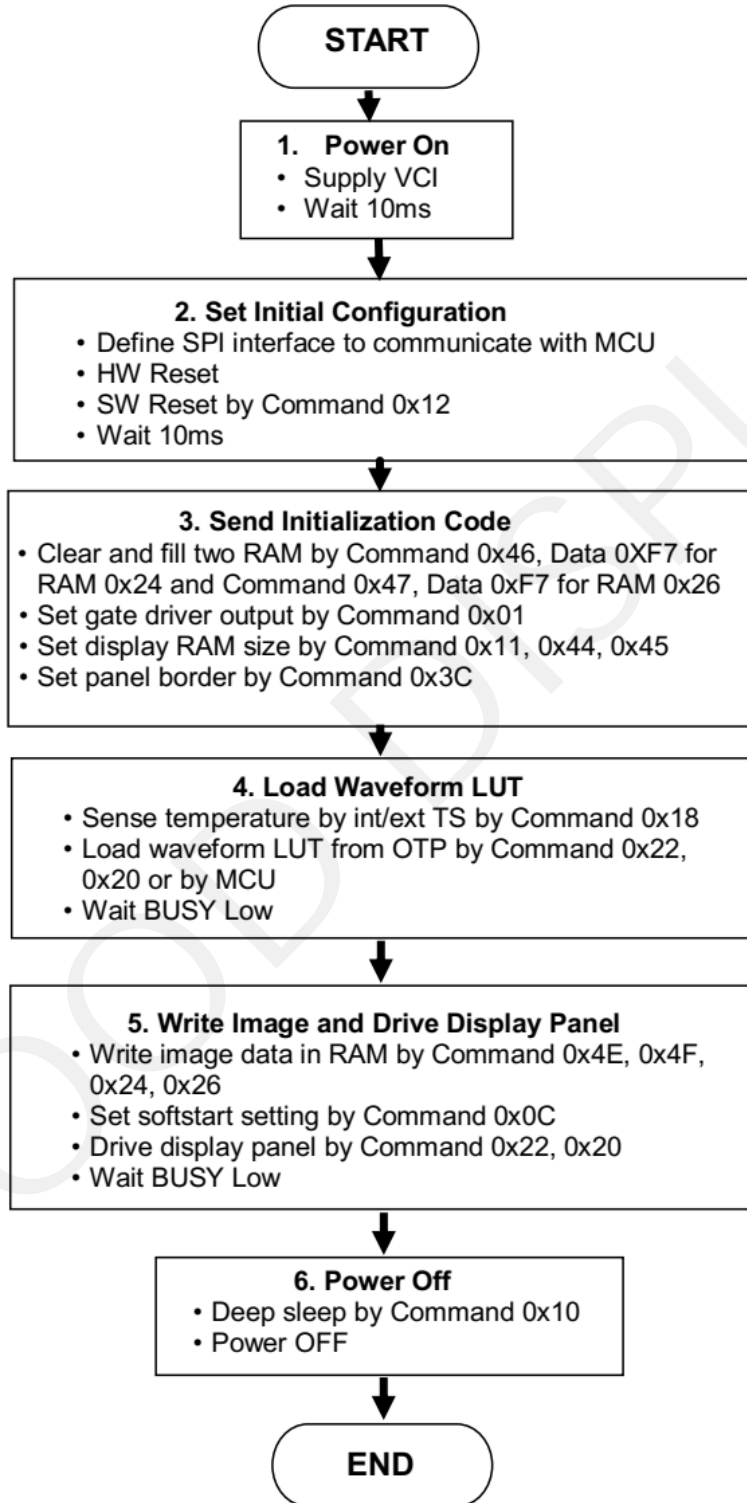 START
1. Power On
• Supply VCI
• Wait 10ms
2. Set Initial Configuration
• Define SPI interface to communicate with MCU
• HW Reset
• SW Reset by Command 0x12
• Wait 10ms
3. Send Initialization Code
• Clear and fill two RAM by Command 0x46, Data 0XF7 for
RAM 0x24 and Command 0x47, Data 0xF7 for RAM 0x26
• Set gate driver output by Command 0x01
• Set display RAM size by Command 0x11, 0x44, 0x45
• Set panel border by Command 0x3C
4. Load Waveform LUT
• Sense temperature by int/ext TS by Command 0x18
• Load waveform LUT from OTP by Command 0x22,
0x20 or by MCU
• Wait BUSY Low
5. Write Image and Drive Display Panel
• Write image data in RAM by Command 0x4E, 0x4F,
0x24, 0x26
• Set softstart setting by Command 0x0C
• Drive display panel by Command 0x22, 0x20
• Wait BUSY Low
6. Power Off
• Deep sleep by Command 0x10
• Power OFF
END
OOD DISPL